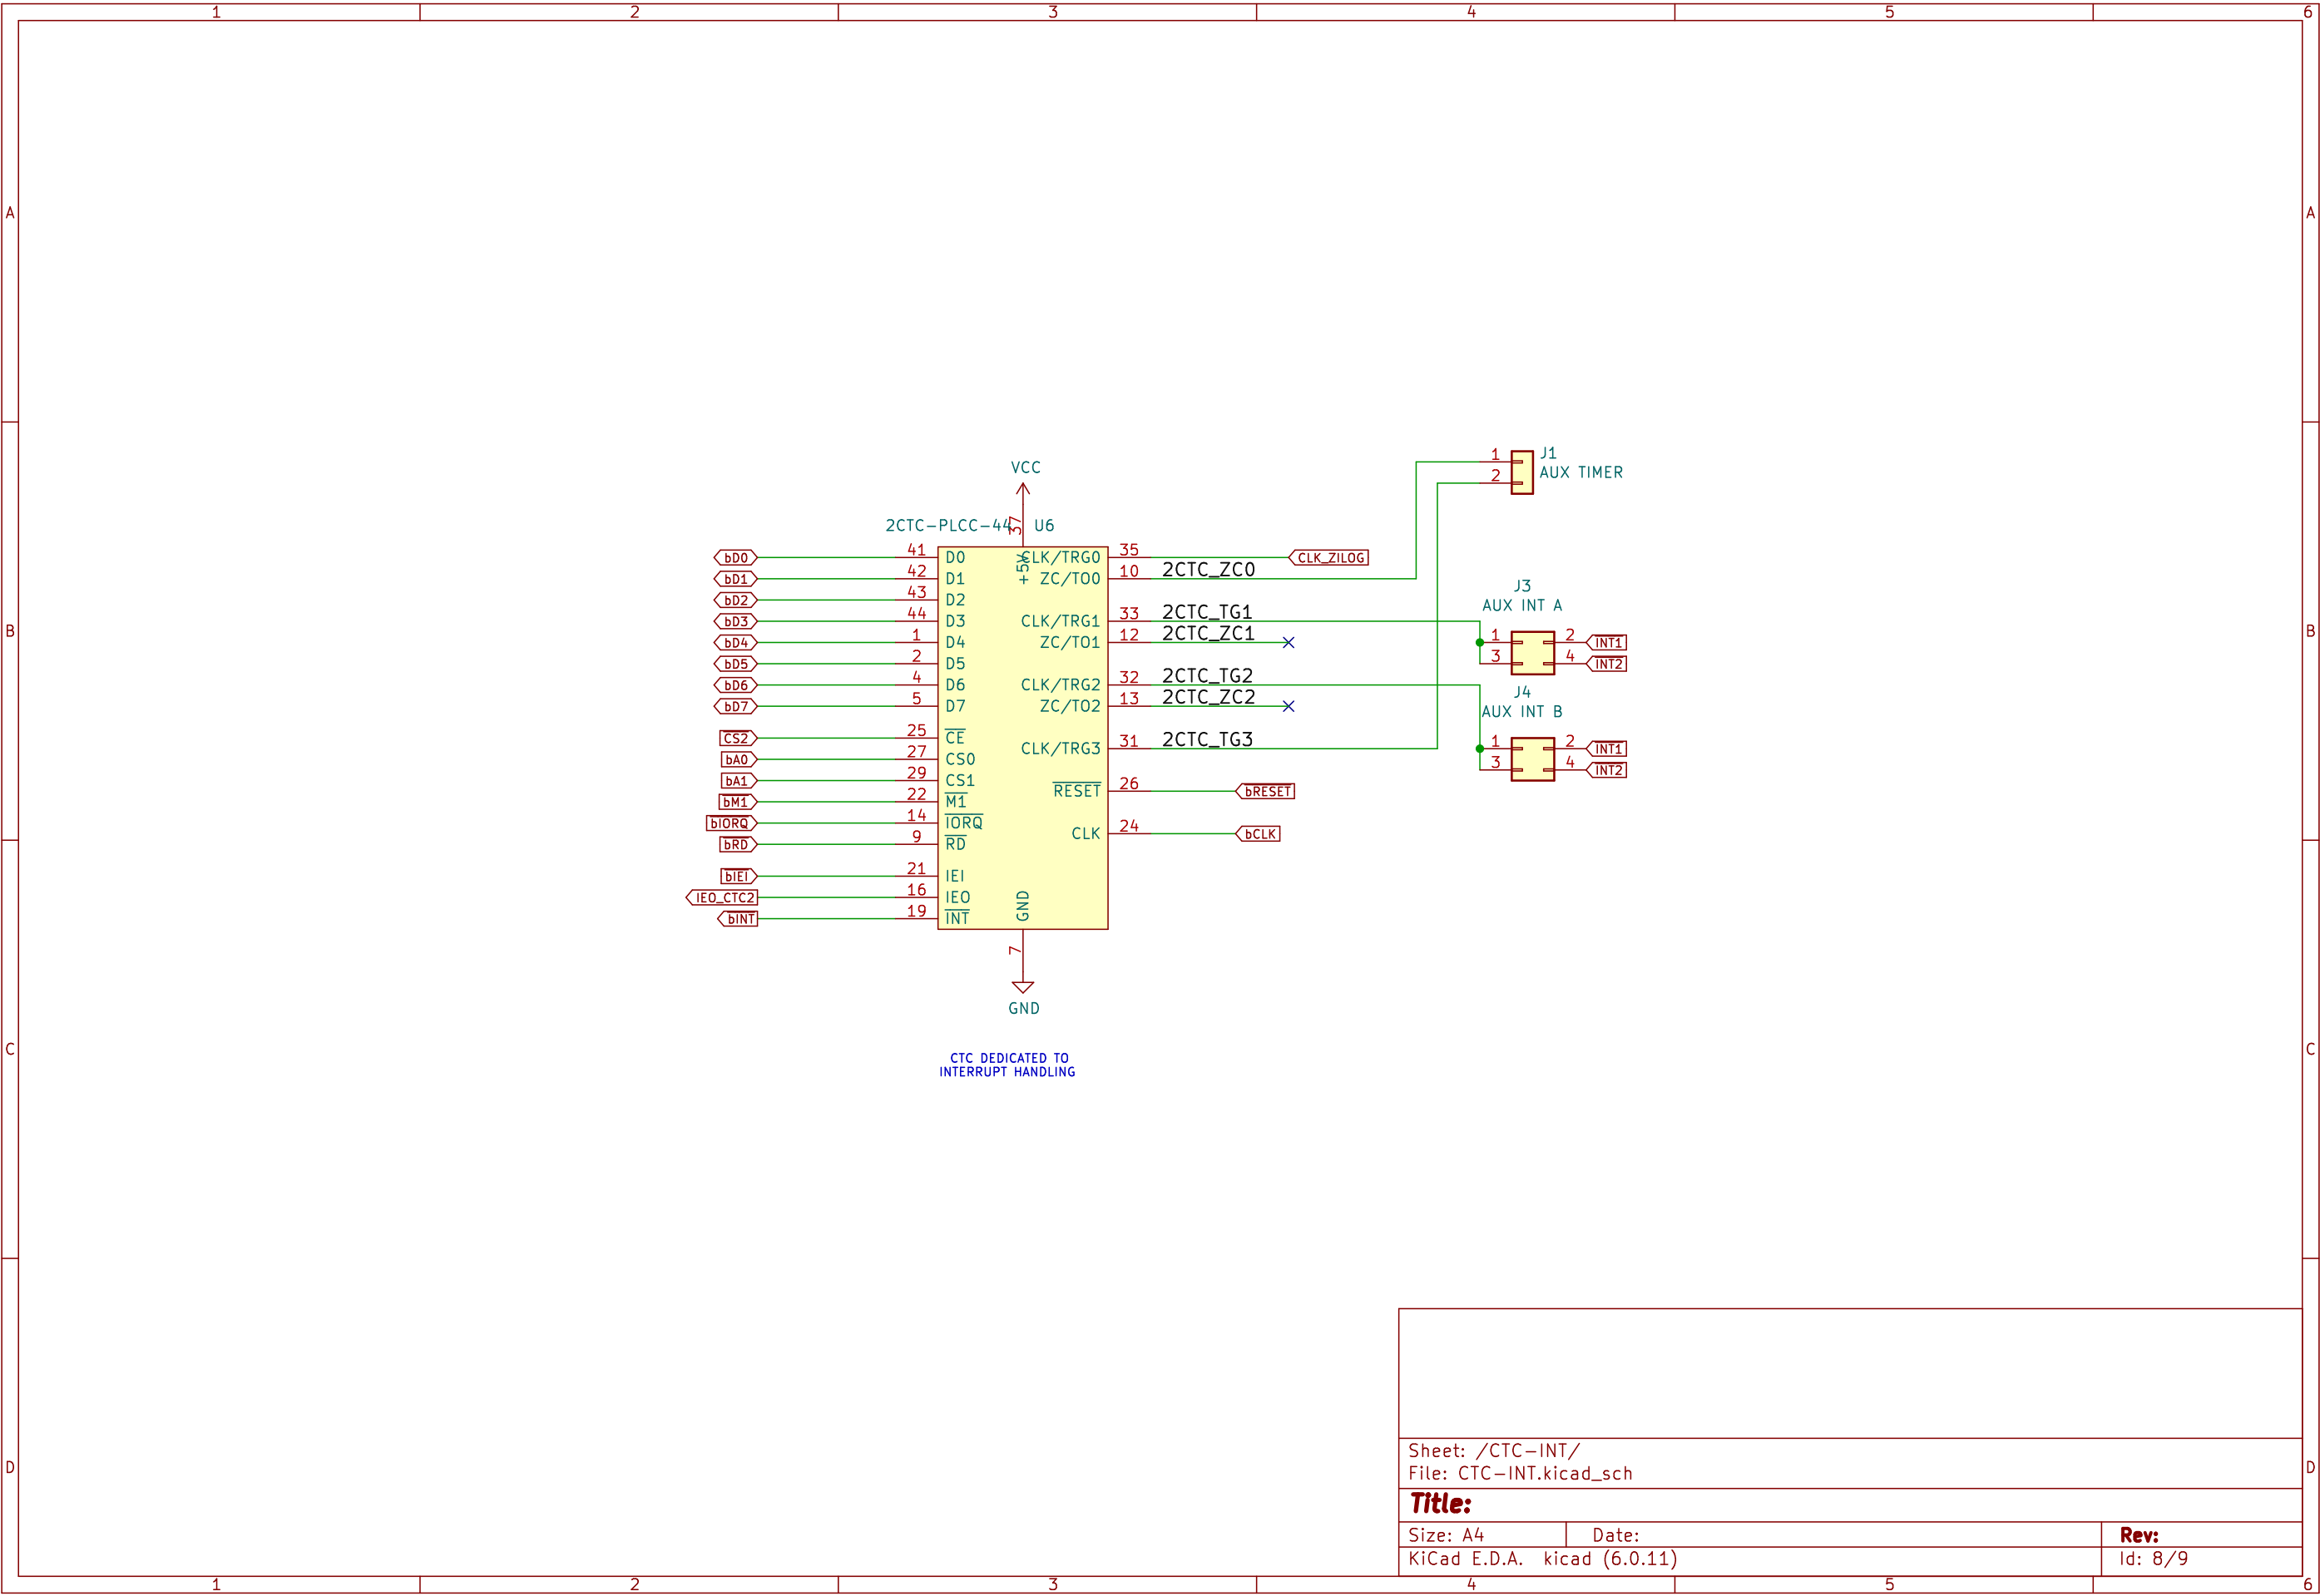 1 2 3 4 5 6
A A
B B
C C
D D
VCC
37
2CTC-PLCC-44 U6
+5V
GND
7
GND
bD0 41 D0
bD1 42 D1
bD2 43 D2
bD3 44 D3
bD4 1 D4
bD5 2 D5
bD6 4 D6
bD7 5 D7
CS2 25 CE
bA0 27 CS0
bA1 29 CS1
bM1 22 M1
bIORQ 14 IORQ
bRD 9 RD
bIEI 21 IEI
IEO_CTC2 16 IEO
bINT 19 INT
CLK/TRG0 35 CLK_ZILOG
ZC/TO0 10 2CTC_ZC0
CLK/TRG1 33 2CTC_TG1
ZC/TO1 12 2CTC_ZC1
CLK/TRG2 32 2CTC_TG2
ZC/TO2 13 2CTC_ZC2
CLK/TRG3 31 2CTC_TG3
RESET 26 bRESET
CLK 24 bCLK
J1
AUX TIMER
1
2
J3
AUX INT A
1 2 INT1
3 4 INT2
J4
AUX INT B
1 2 INT1
3 4 INT2
CTC DEDICATED TO
INTERRUPT HANDLING
Sheet: /CTC-INT/
File: CTC-INT.kicad_sch
Title:
Size: A4 Date: Rev:
KiCad E.D.A. kicad (6.0.11) Id: 8/9
1 2 3 4 5 6